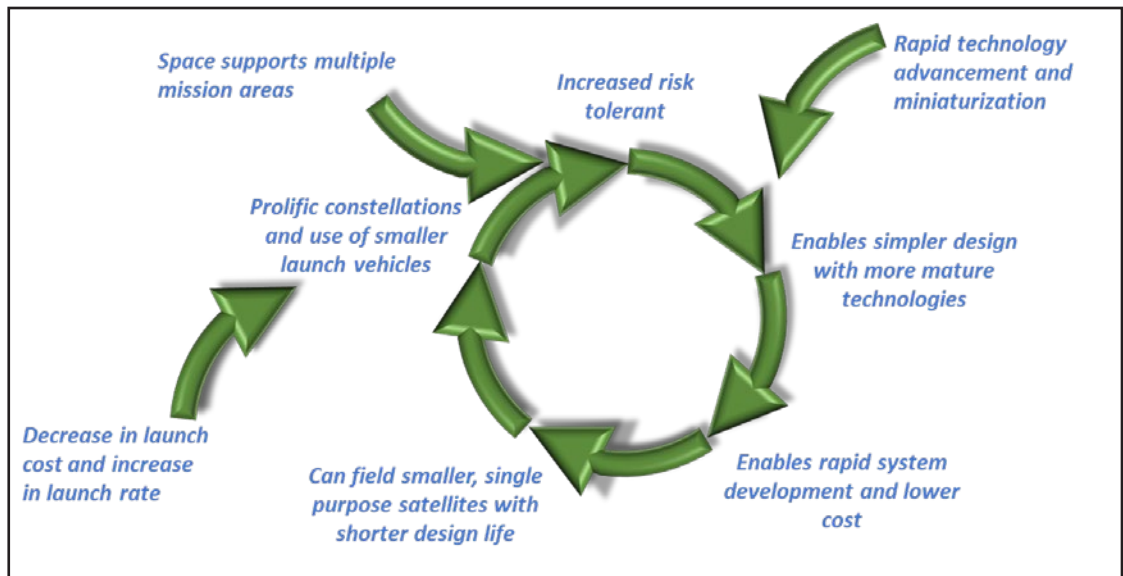 Space supports multiple
mission areas
Increased risk
tolerant
Rapid technology
advancement and
miniaturization
Prolific constellations
and use of smaller
launch vehicles
Enables simpler design
with more mature
technologies
Decrease in launch
cost and increase
in launch rate
Can field smaller, single
purpose satellites with
shorter design life
Enables rapid system
development and lower
cost